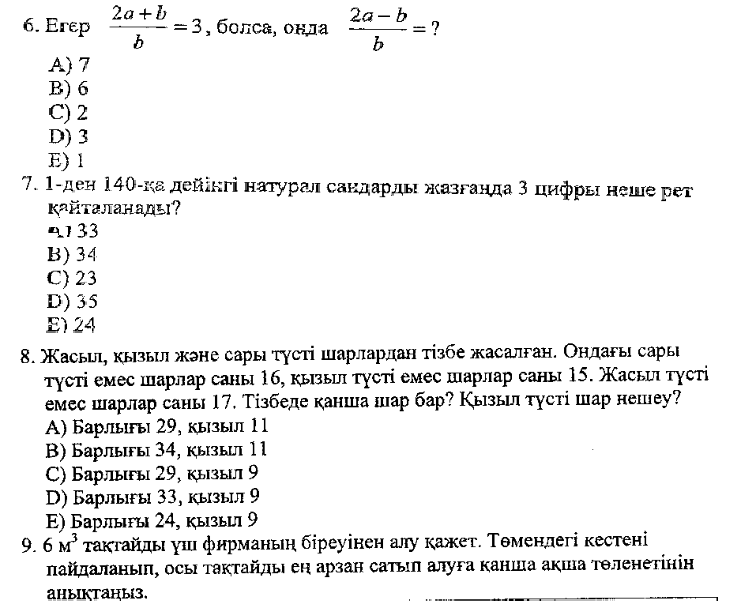 6. Егер (2a + b)/b = 3, болса, онда (2a − b)/b = ?
A) 7
B) 6
C) 2
D) 3
E) 1
7. 1-ден 140-қа дейінгі натурал сандарды жазғанда 3 цифры неше рет
қайталанады?
A) 33
B) 34
C) 23
D) 35
E) 24
8. Жасыл, қызыл және сары түсті шарлардан тізбе жасалған. Ондағы сары
түсті емес шарлар саны 16, қызыл түсті емес шарлар саны 15. Жасыл түсті
емес шарлар саны 17. Тізбеде қанша шар бар? Қызыл түсті шар нешеу?
A) Барлығы 29, қызыл 11
B) Барлығы 34, қызыл 11
C) Барлығы 29, қызыл 9
D) Барлығы 33, қызыл 9
E) Барлығы 24, қызыл 9
9. 6 м³ тақтайды үш фирманың біреуінен алу қажет. Төмендегі кестені
пайдаланып, осы тақтайды ең арзан сатып алуға қанша ақша төленетінін
анықтаңыз.